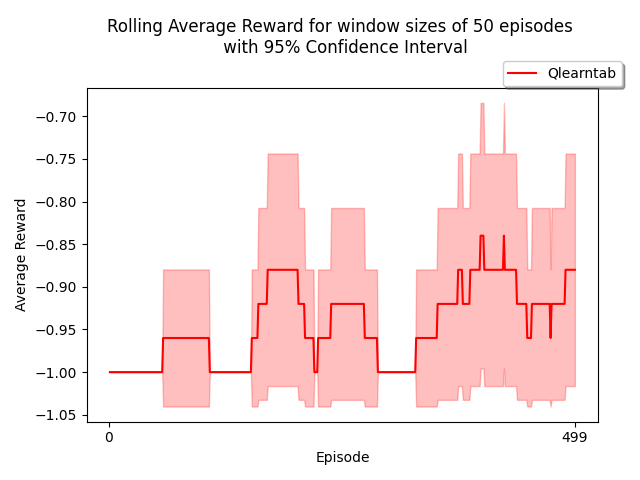 Rolling Average Reward for window sizes of 50 episodes
with 95% Confidence Interval
Qlearntab
Average Reward
−0.70
−0.75
−0.80
−0.85
−0.90
−0.95
−1.00
−1.05
0
499
Episode